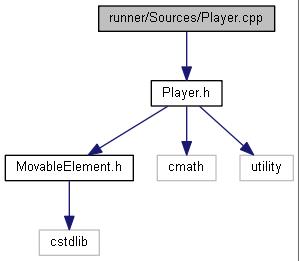 runner/Sources/Player.cpp
Player.h
MovableElement.h
cmath
utility
cstdlib